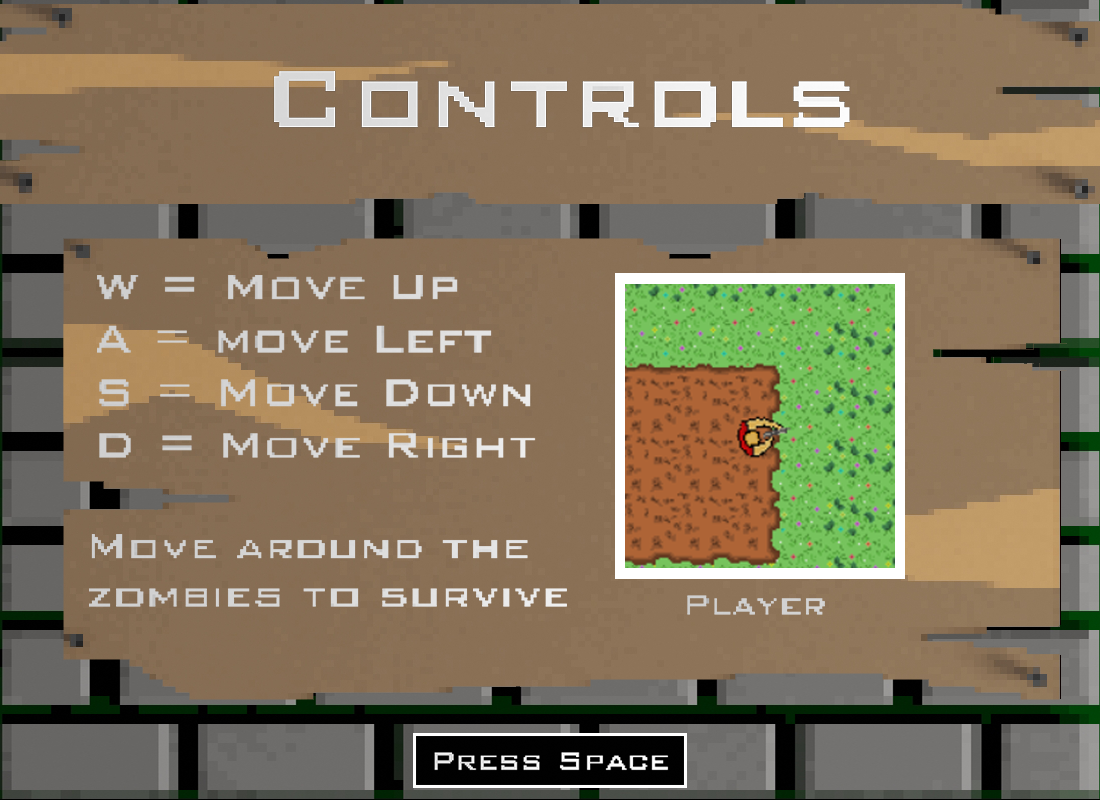 Controls
W = Move Up
A = move Left
S = Move Down
D = Move Right
Move around the
zombies to survive
Player
Press Space